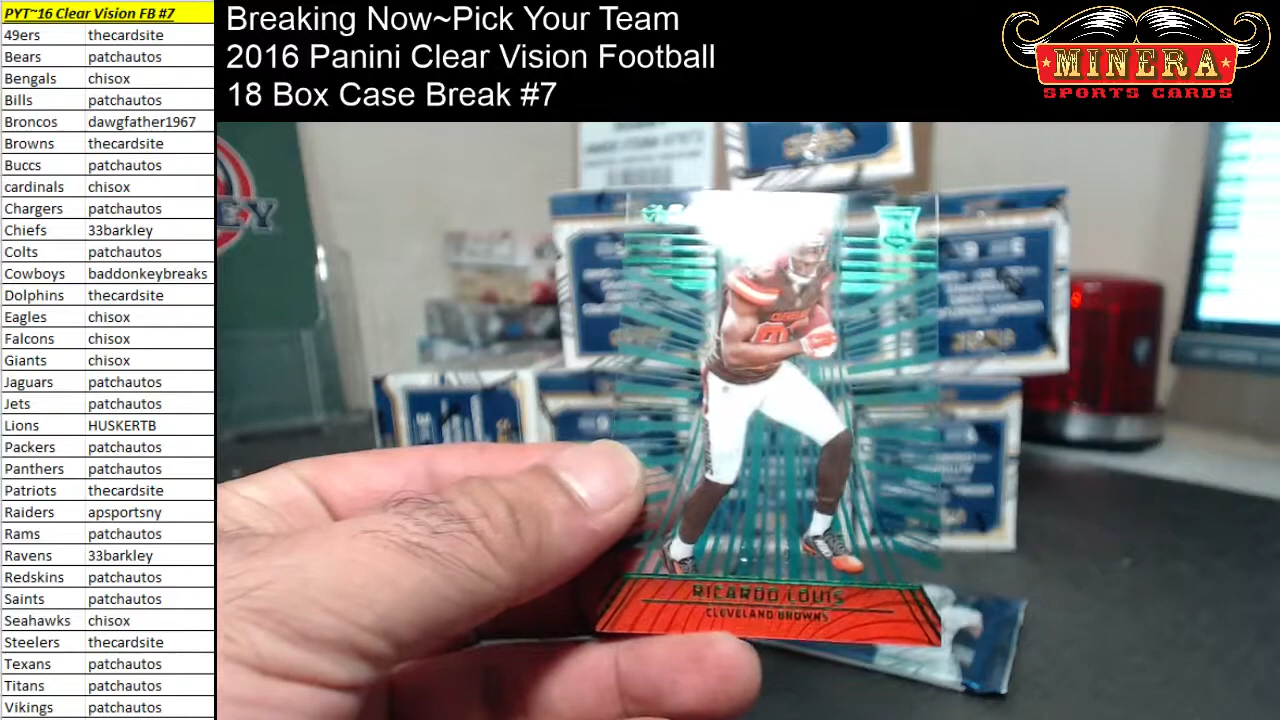 PYT~16 Clear Vision FB #7
49ers thecardsite
Bears patchautos
Bengals chisox
Bills patchautos
Broncos dawgfather1967
Browns thecardsite
Buccs patchautos
cardinals chisox
Chargers patchautos
Chiefs 33barkley
Colts patchautos
Cowboys baddonkeybreaks
Dolphins thecardsite
Eagles chisox
Falcons chisox
Giants chisox
Jaguars patchautos
Jets patchautos
Lions HUSKERTB
Packers patchautos
Panthers patchautos
Patriots thecardsite
Raiders apsportsny
Rams patchautos
Ravens 33barkley
Redskins patchautos
Saints patchautos
Seahawks chisox
Steelers thecardsite
Texans patchautos
Titans patchautos
Vikings patchautos
Breaking Now~Pick Your Team
2016 Panini Clear Vision Football
18 Box Case Break #7
MINERA
SPORTS CARDS
RICARDO LOUIS
CLEVELAND BROWNS